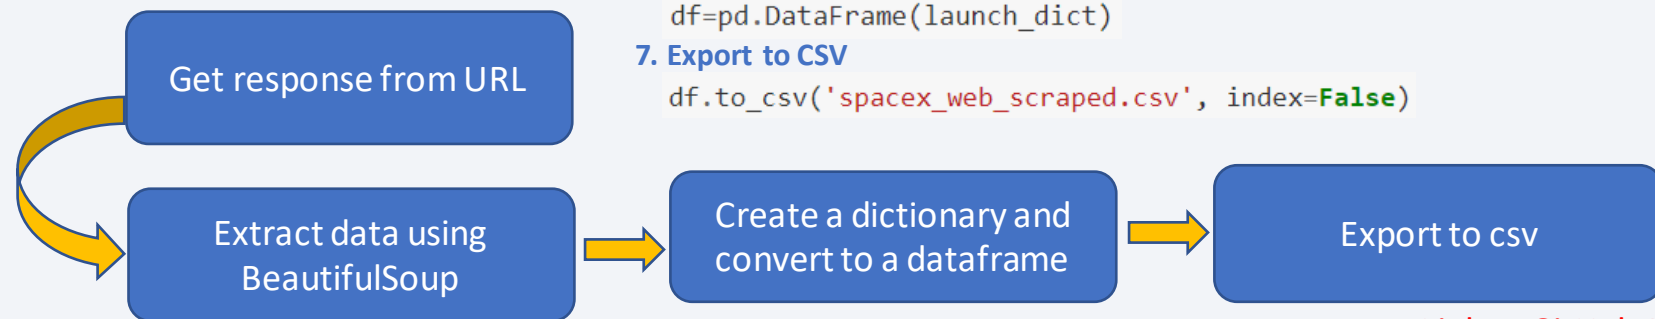 df=pd.DataFrame(launch_dict)
7. Export to CSV
df.to_csv('spacex_web_scraped.csv', index=False)
Get response from URL
Extract data using
BeautifulSoup
Create a dictionary and
convert to a dataframe
Export to csv